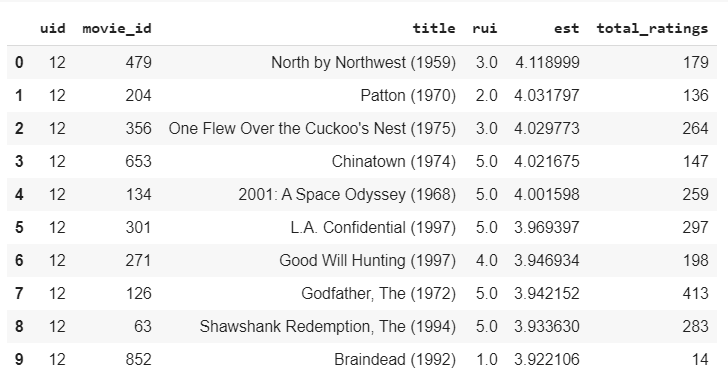 uid movie_id title rui est total_ratings
0 12 479 North by Northwest (1959) 3.0 4.118999 179
1 12 204 Patton (1970) 2.0 4.031797 136
2 12 356 One Flew Over the Cuckoo's Nest (1975) 3.0 4.029773 264
3 12 653 Chinatown (1974) 5.0 4.021675 147
4 12 134 2001: A Space Odyssey (1968) 5.0 4.001598 259
5 12 301 L.A. Confidential (1997) 5.0 3.969397 297
6 12 271 Good Will Hunting (1997) 4.0 3.946934 198
7 12 126 Godfather, The (1972) 5.0 3.942152 413
8 12 63 Shawshank Redemption, The (1994) 5.0 3.933630 283
9 12 852 Braindead (1992) 1.0 3.922106 14